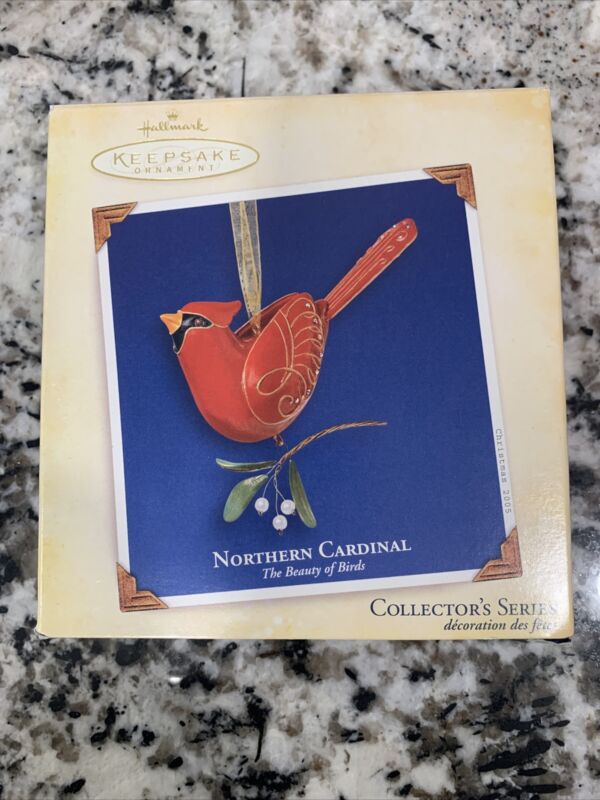 Hallmark
KEEPSAKE
ORNAMENT
Christmas 2005
NORTHERN CARDINAL
The Beauty of Birds
COLLECTOR'S SERIES
décoration des fêtes